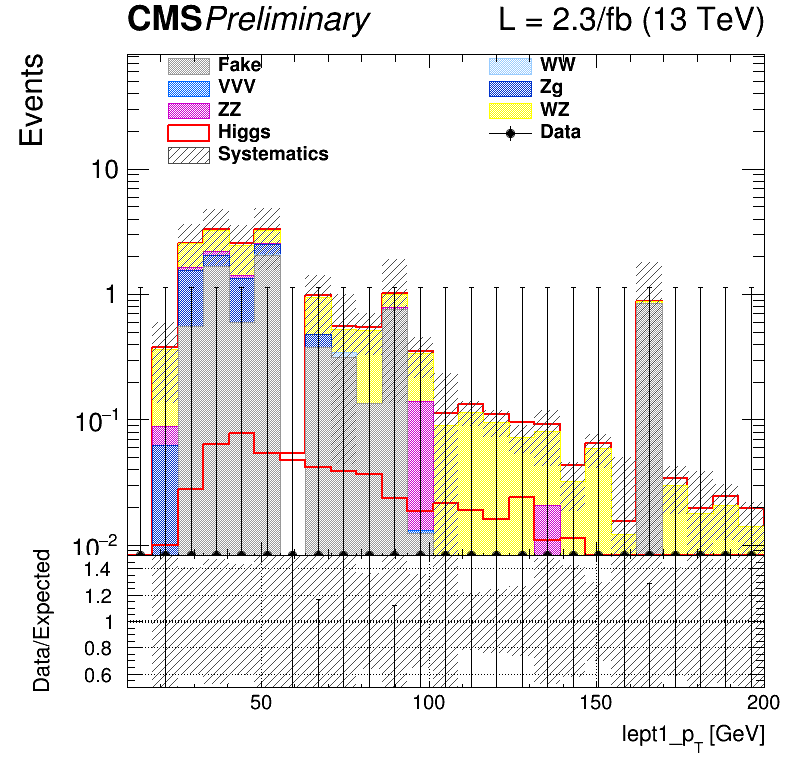 CMS Preliminary L = 2.3/fb (13 TeV)
Events
Fake WW
VVV Zg
ZZ WZ
Higgs Data
Systematics
10
1
10⁻¹
10⁻²
Data/Expected
1.4
1.2
1
0.8
0.6
50 100 150 200
lept1_p_T [GeV]